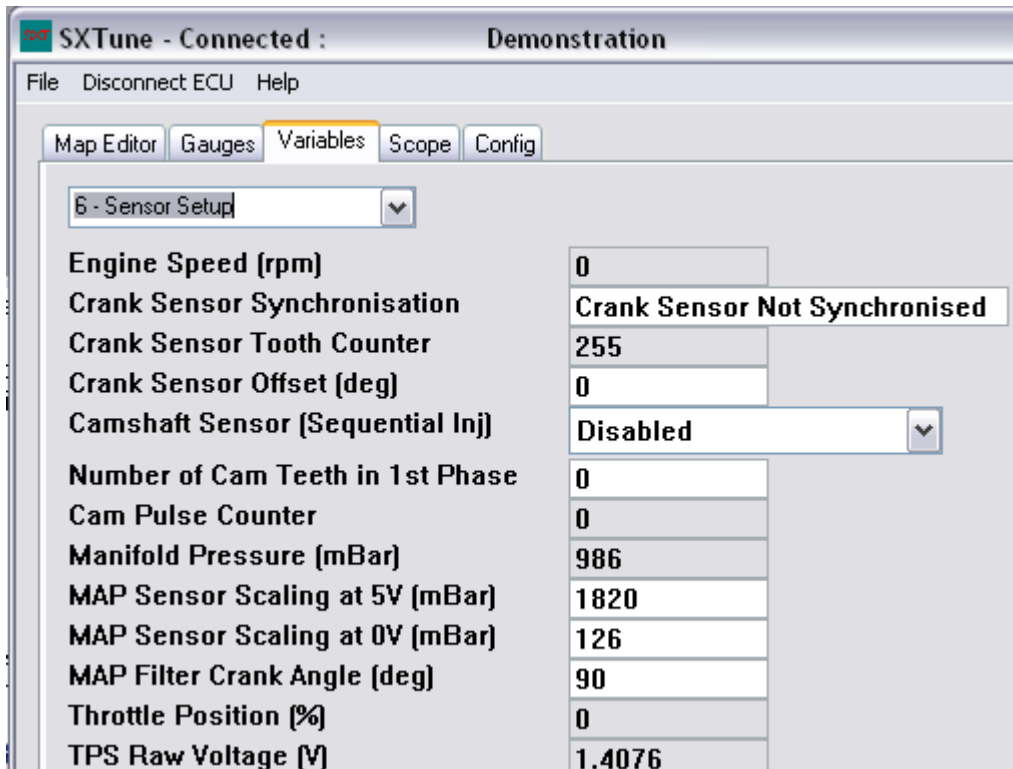 SXT SXTune - Connected : Demonstration
File Disconnect ECU Help
Map Editor Gauges Variables Scope Config
6 - Sensor Setup
Engine Speed (rpm) 0
Crank Sensor Synchronisation Crank Sensor Not Synchronised
Crank Sensor Tooth Counter 255
Crank Sensor Offset (deg) 0
Camshaft Sensor (Sequential Inj) Disabled
Number of Cam Teeth in 1st Phase 0
Cam Pulse Counter 0
Manifold Pressure (mBar) 986
MAP Sensor Scaling at 5V (mBar) 1820
MAP Sensor Scaling at 0V (mBar) 126
MAP Filter Crank Angle (deg) 90
Throttle Position (%) 0
TPS Raw Voltage (V) 1.4076